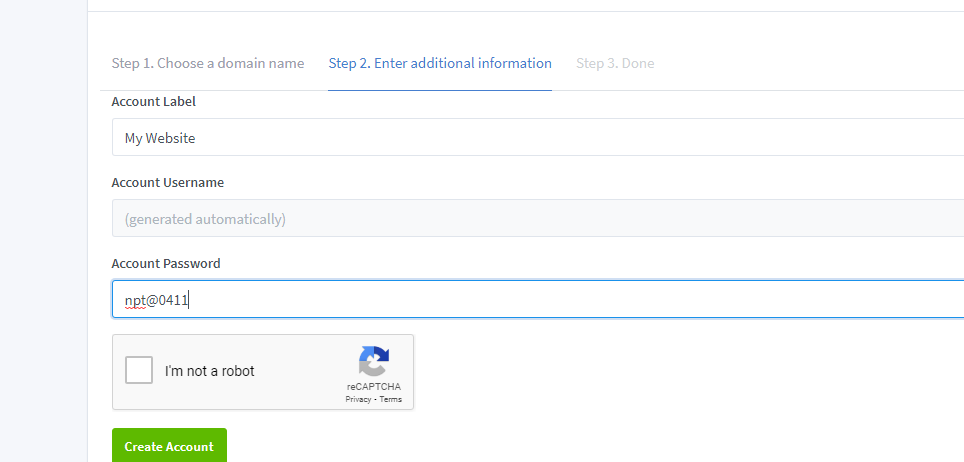 Step 1. Choose a domain name Step 2. Enter additional information Step 3. Done
Account Label
My Website
Account Username
(generated automatically)
Account Password
npt@0411
I'm not a robot
reCAPTCHA
Privacy - Terms
Create Account